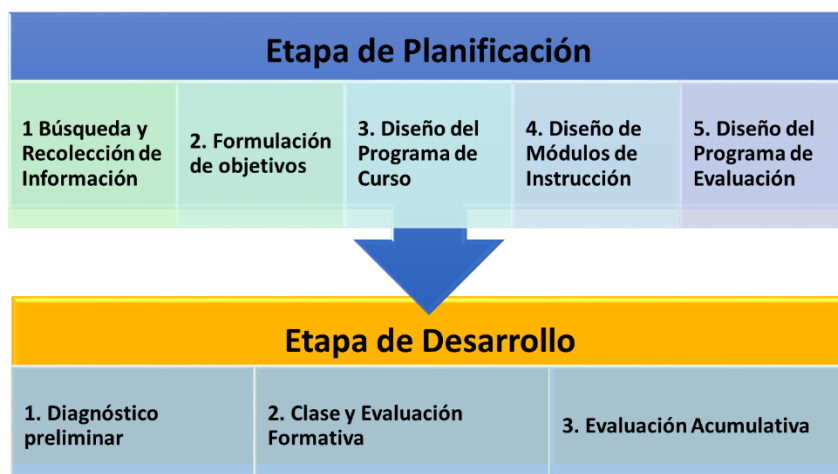 Etapa de Planificación
1 Búsqueda y
Recolección de
Información
2. Formulación
de objetivos
3. Diseño del
Programa de
Curso
4. Diseño de
Módulos de
Instrucción
5. Diseño del
Programa de
Evaluación
Etapa de Desarrollo
1. Diagnóstico
preliminar
2. Clase y Evaluación
Formativa
3. Evaluación Acumulativa